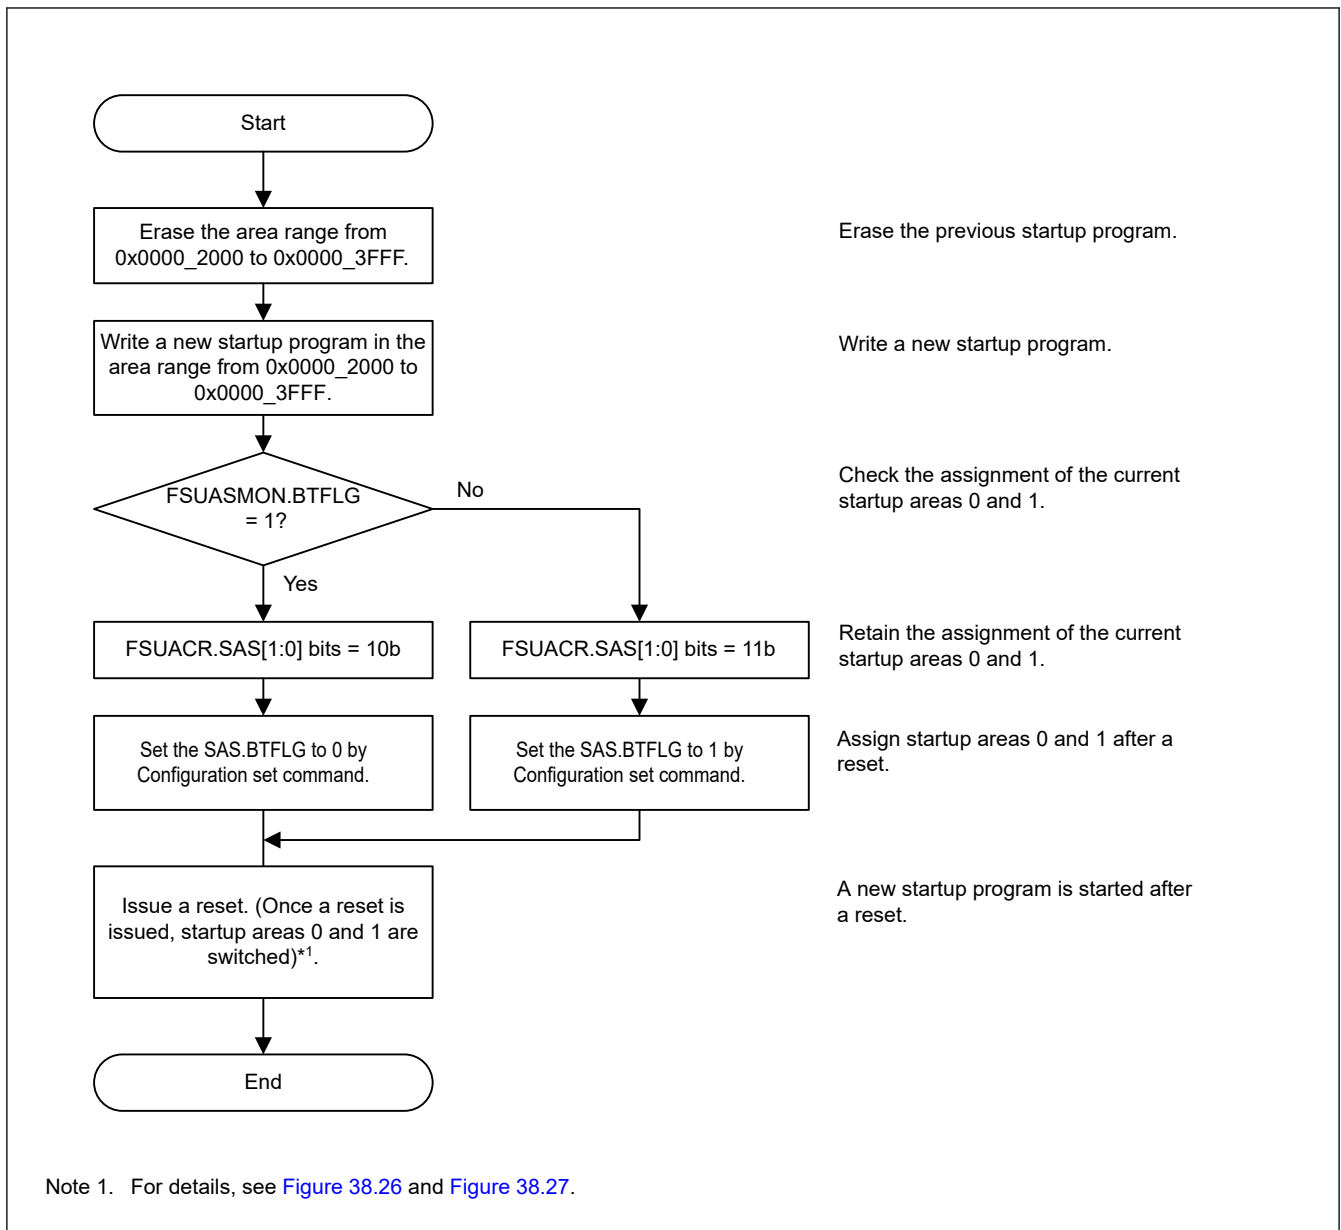 Start
Erase the area range from
0x0000_2000 to 0x0000_3FFF.
Erase the previous startup program.
Write a new startup program in the
area range from 0x0000_2000 to
0x0000_3FFF.
Write a new startup program.
FSUASMON.BTFLG
= 1?
No
Yes
Check the assignment of the current
startup areas 0 and 1.
FSUACR.SAS[1:0] bits = 10b
FSUACR.SAS[1:0] bits = 11b
Retain the assignment of the current
startup areas 0 and 1.
Set the SAS.BTFLG to 0 by
Configuration set command.
Set the SAS.BTFLG to 1 by
Configuration set command.
Assign startup areas 0 and 1 after a
reset.
Issue a reset. (Once a reset is
issued, startup areas 0 and 1 are
switched)*1.
A new startup program is started after
a reset.
End
Note 1. For details, see Figure 38.26 and Figure 38.27.